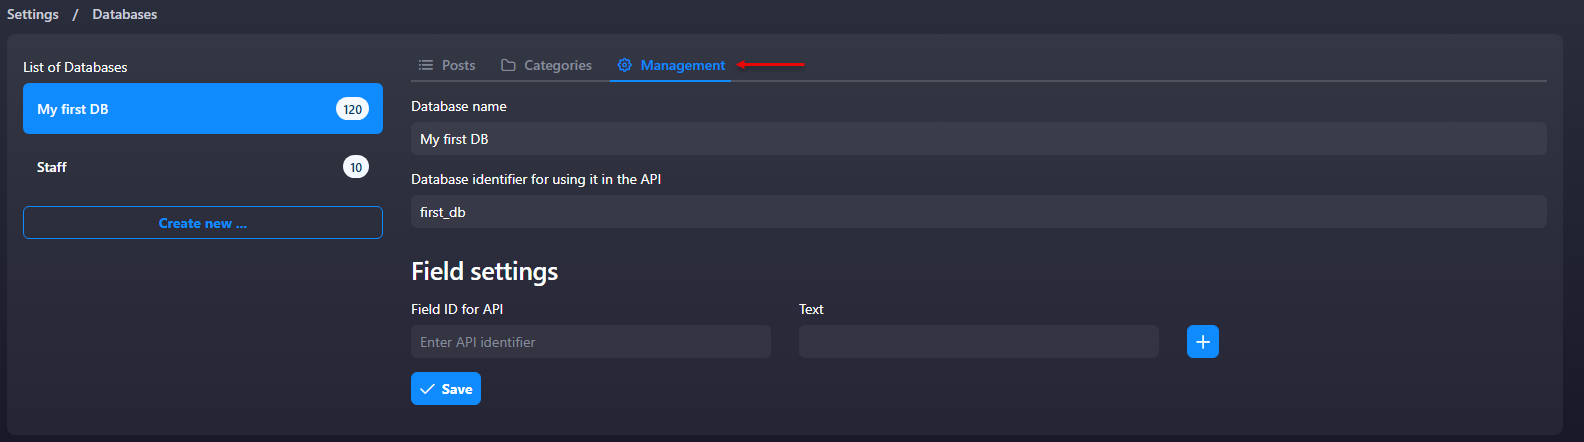 Settings / Databases
List of Databases
My first DB 120
Staff 10
Create new ...
Posts Categories Management
Database name
My first DB
Database identifier for using it in the API
first_db
Field settings
Field ID for API Text
Enter API identifier
Save